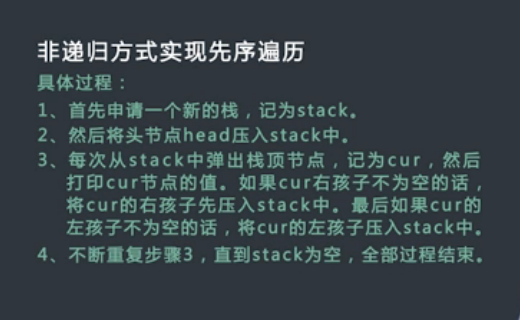 非递归方式实现先序遍历
具体过程：
1、首先申请一个新的栈，记为stack。
2、然后将头节点head压入stack中。
3、每次从stack中弹出栈顶节点，记为cur，然后
打印cur节点的值。如果cur右孩子不为空的话，
将cur的右孩子先压入stack中。最后如果cur的
左孩子不为空的话，将cur的左孩子压入stack中。
4、不断重复步骤3，直到stack为空，全部过程结束。